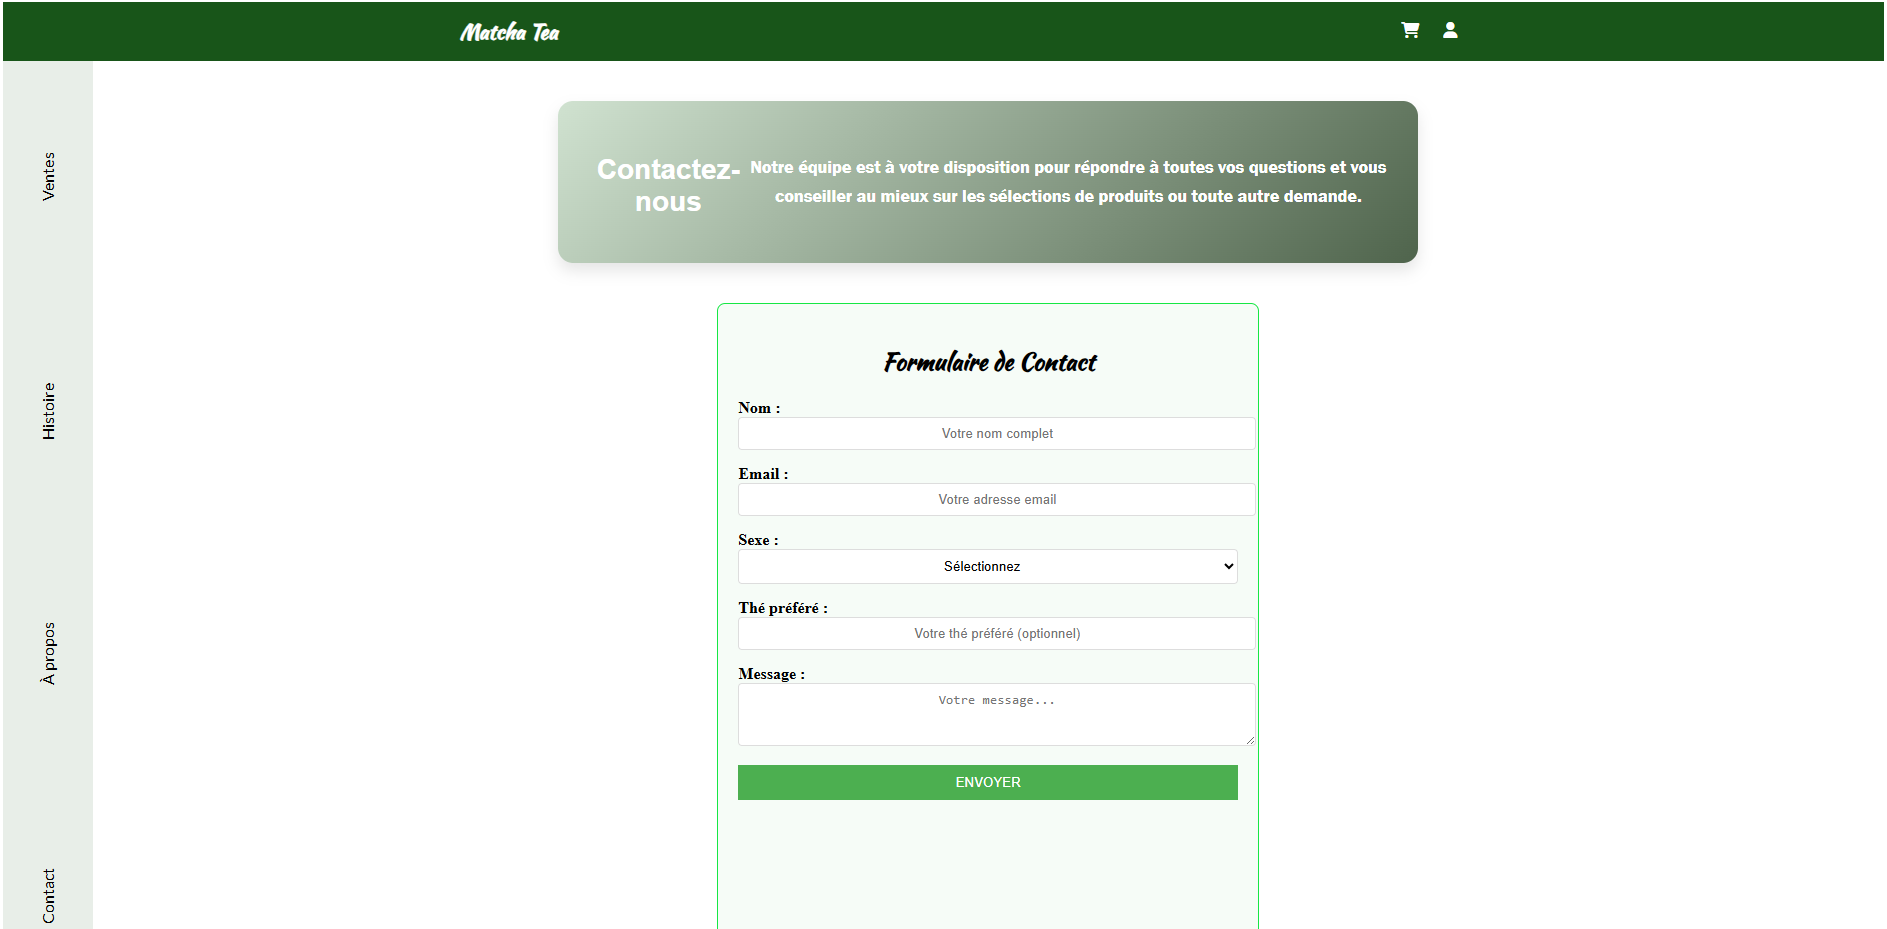 Matcha Tea
Ventes
Histoire
À propos
Contact
Contactez-
nous
Notre équipe est à votre disposition pour répondre à toutes vos questions et vous
conseiller au mieux sur les sélections de produits ou toute autre demande.
Formulaire de Contact
Nom :
Votre nom complet
Email :
Votre adresse email
Sexe :
Sélectionnez
Thé préféré :
Votre thé préféré (optionnel)
Message :
Votre message...
ENVOYER